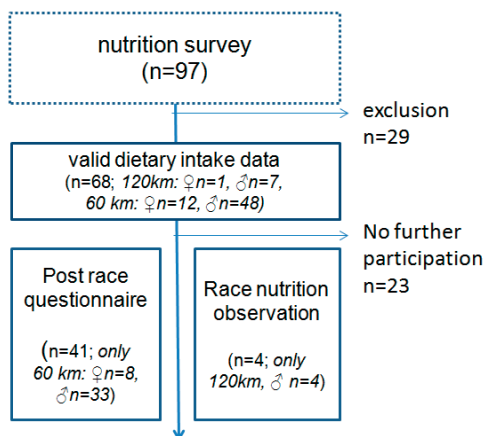 nutrition survey
(n=97)
exclusion
n=29
valid dietary intake data
(n=68; 120km: ♀n=1, ♂n=7,
60 km: ♀n=12, ♂n=48)
No further
participation
n=23
Post race
questionnaire
(n=41; only
60 km: ♀n=8,
♂n=33)
Race nutrition
observation
(n=4; only
120km, ♂ n=4)